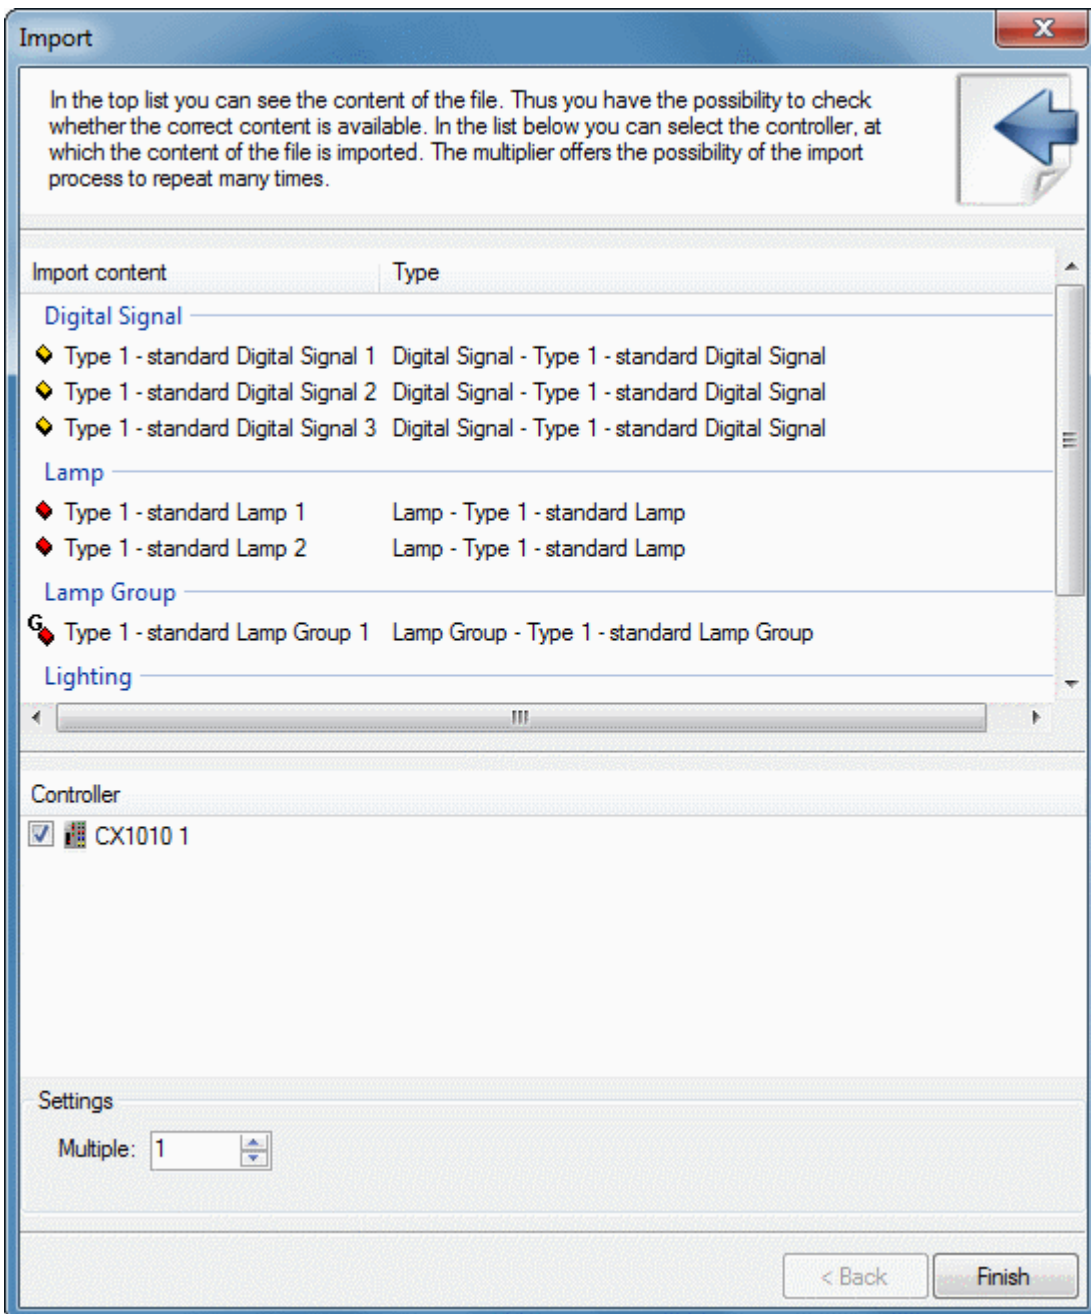 Import
In the top list you can see the content of the file. Thus you have the possibility to check
whether the correct content is available. In the list below you can select the controller, at
which the content of the file is imported. The multiplier offers the possibility of the import
process to repeat many times.
Import content Type
Digital Signal
Type 1 - standard Digital Signal 1 Digital Signal - Type 1 - standard Digital Signal
Type 1 - standard Digital Signal 2 Digital Signal - Type 1 - standard Digital Signal
Type 1 - standard Digital Signal 3 Digital Signal - Type 1 - standard Digital Signal
Lamp
Type 1 - standard Lamp 1 Lamp - Type 1 - standard Lamp
Type 1 - standard Lamp 2 Lamp - Type 1 - standard Lamp
Lamp Group
G Type 1 - standard Lamp Group 1 Lamp Group - Type 1 - standard Lamp Group
Lighting
Controller
CX1010 1
Settings
Multiple: 1
< Back Finish